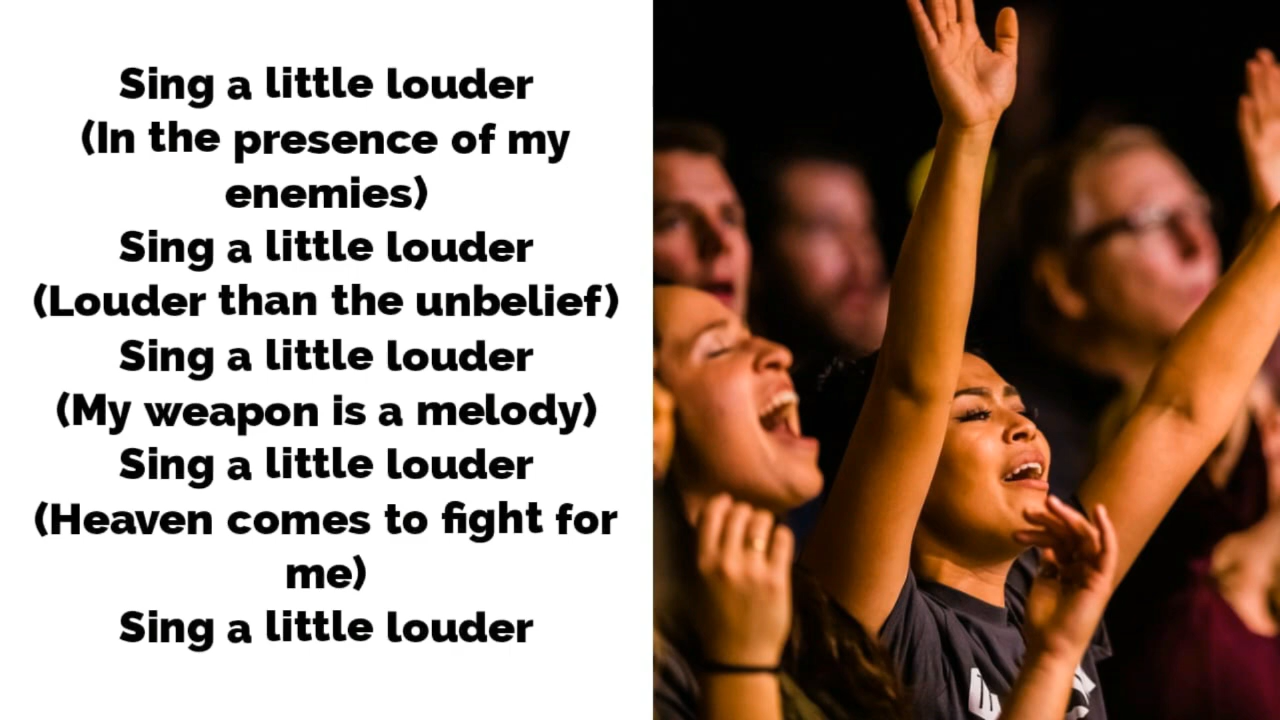 Sing a little louder
(In the presence of my
enemies)
Sing a little louder
(Louder than the unbelief)
Sing a little louder
(My weapon is a melody)
Sing a little louder
(Heaven comes to fight for
me)
Sing a little louder